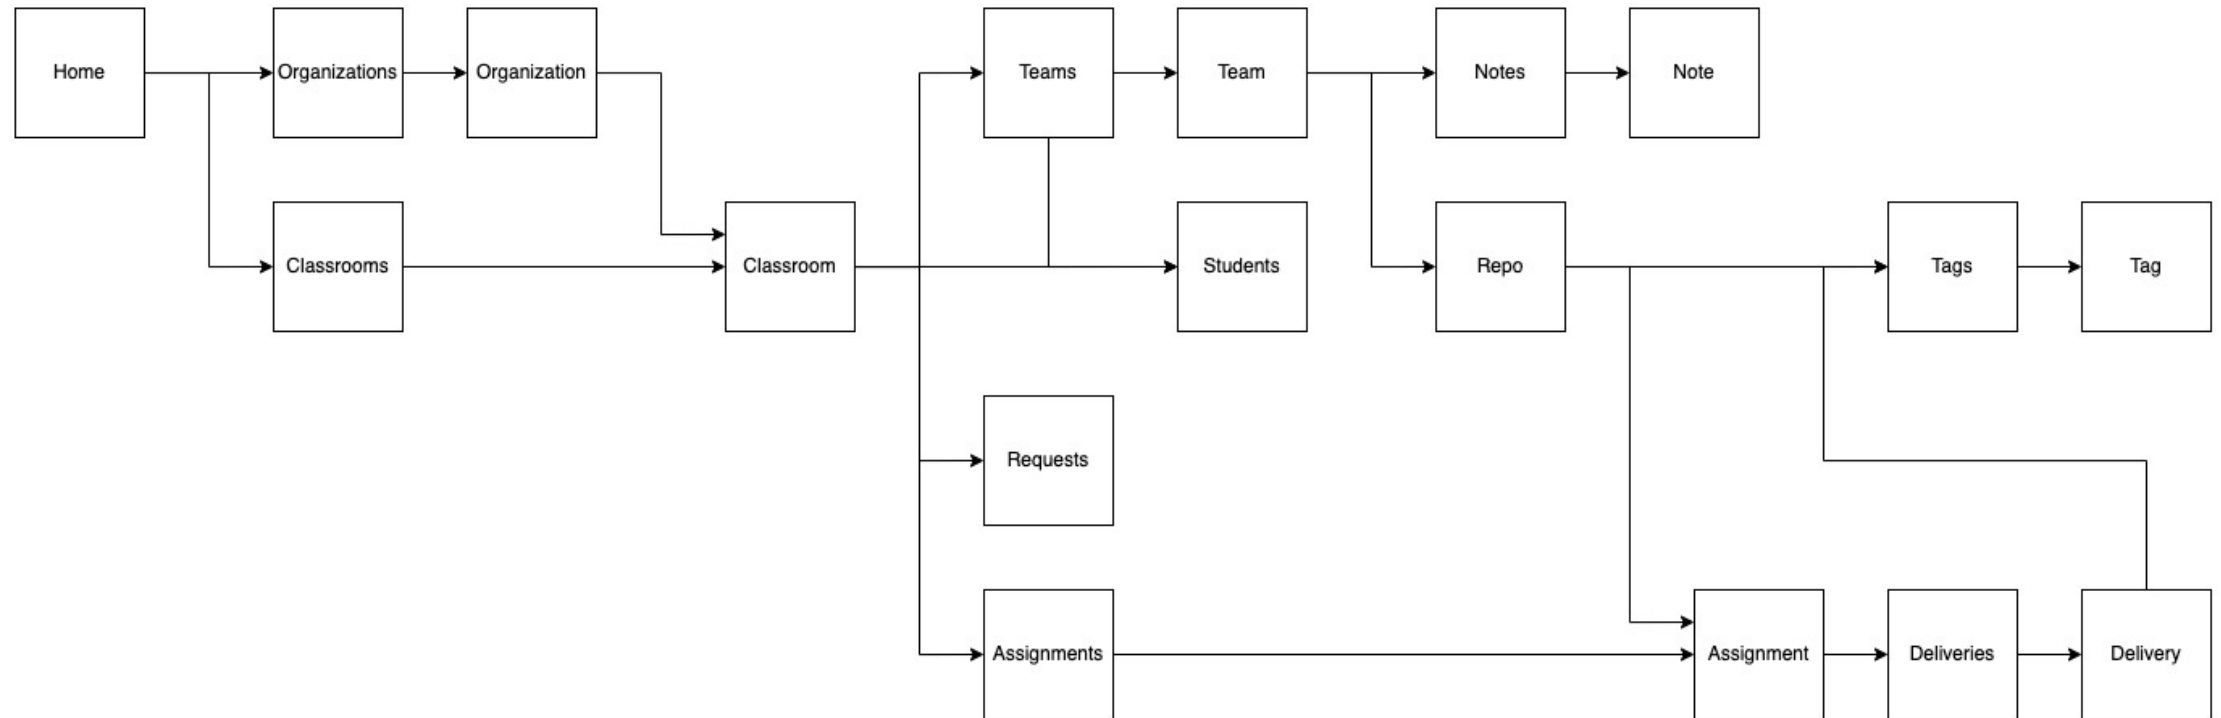 Home
Organizations
Organization
Teams
Team
Notes
Note
Classrooms
Classroom
Students
Repo
Tags
Tag
Requests
Assignments
Assignment
Deliveries
Delivery